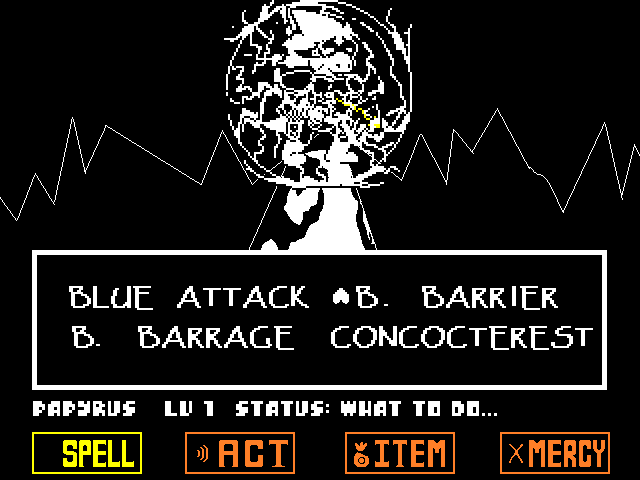 BLUE ATTACK B. BARRIER
B. BARRAGE CONCOCTEREST
PAPYRUS LV 1 STATUS: WHAT TO DO...
SPELL ACT ITEM MERCY